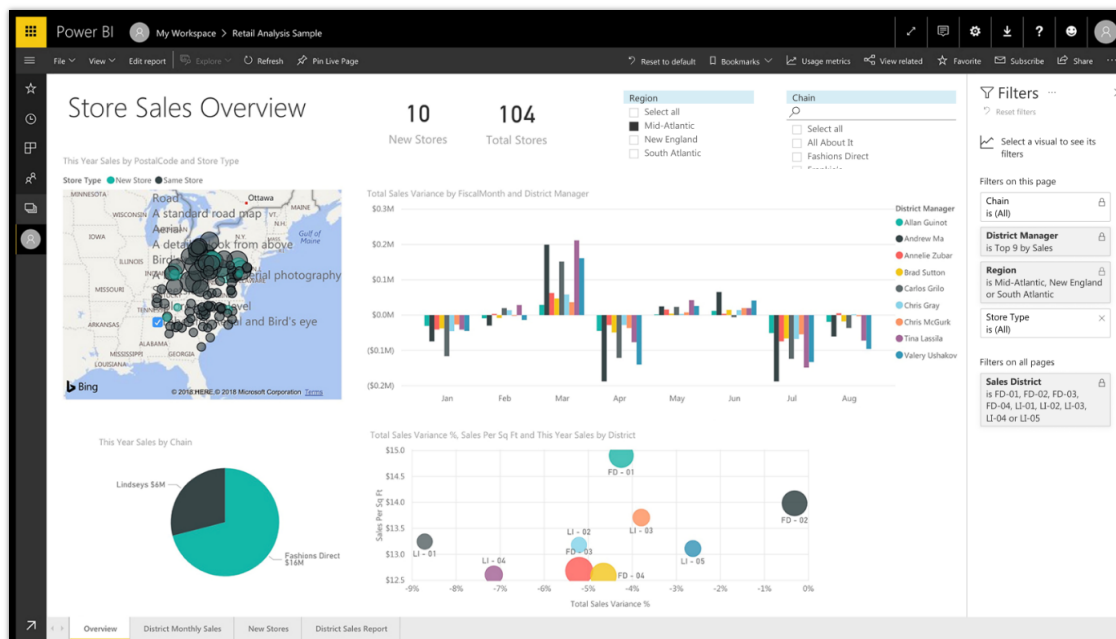 Power BI
My Workspace > Retail Analysis Sample
File
View
Edit report
Explore
Refresh
Pin Live Page
Reset to default
Bookmarks
Usage metrics
View related
Favorite
Subscribe
Share
Store Sales Overview
10
New Stores
104
Total Stores
Region
Select all
Mid-Atlantic
New England
South Atlantic
Chain
Select all
All About It
Fashions Direct
This Year Sales by PostalCode and Store Type
Store Type New Store Same Store
MINNESOTA
WISCONSIN
IOWA
ILLINOIS
MISSOURI
ARKANSAS
MISSISSIPPI
ALABAMA
GEORGIA
LOUISIANA
Ottawa
MAINE
N.H.
Gulf of
Maine
Road
A standard road map
Aerial
and Bird's eye
Bing
© 2018 HERE © 2018 Microsoft Corporation Terms
Total Sales Variance by FiscalMonth and District Manager
$0.3M
$0.2M
$0.1M
$0.0M
($0.1M)
($0.2M)
Jan
Feb
Mar
Apr
May
Jun
Jul
Aug
District Manager
Allan Guinot
Andrew Ma
Annelie Zubar
Brad Sutton
Carlos Grilo
Chris Gray
Chris McGurk
Tina Lassila
Valery Ushakov
This Year Sales by Chain
Lindseys $6M
Fashions Direct
$16M
Total Sales Variance %, Sales Per Sq Ft and This Year Sales by District
Sales Per Sq Ft
$15.0
$14.5
$14.0
$13.5
$13.0
$12.5
FD - 01
FD - 02
LI - 03
LI - 02
LI - 01
FD - 03
LI - 05
LI - 04
FD - 04
-9%
-8%
-7%
-6%
-5%
-4%
-3%
-2%
-1%
0%
Total Sales Variance %
Filters
Reset filters
Select a visual to see its
filters
Filters on this page
Chain
is (All)
District Manager
is Top 9 by Sales
Region
is Mid-Atlantic, New England
or South Atlantic
Store Type
is (All)
Filters on all pages
Sales District
is FD-01, FD-02, FD-03,
FD-04, LI-01, LI-02, LI-03,
LI-04 or LI-05
Overview
District Monthly Sales
New Stores
District Sales Report